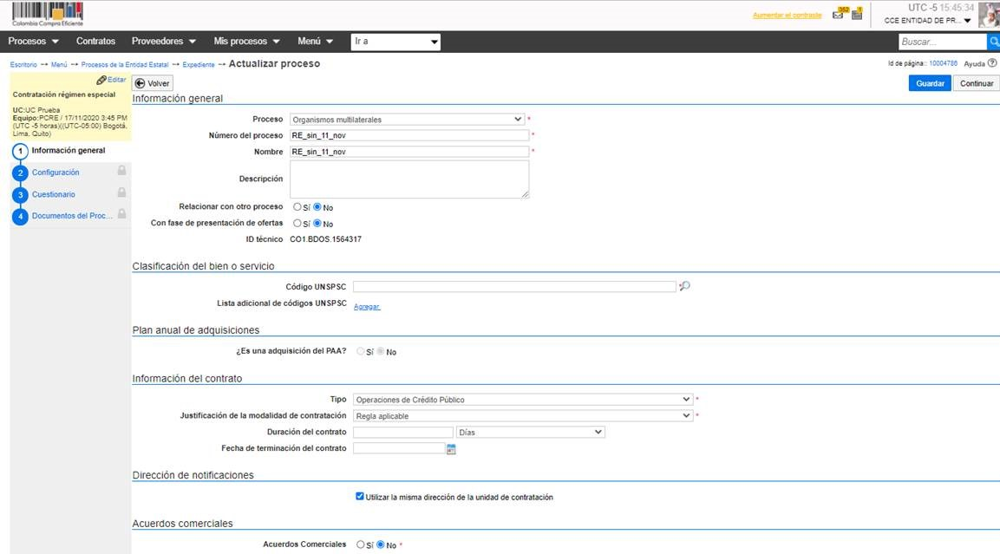 Colombia Compra Eficiente
Aumentar el contraste
352
1
UTC -5 15:45:34
CCE ENTIDAD DE PR...
Procesos
Contratos
Proveedores
Mis procesos
Menú
Ir a
Buscar...
Escritorio → Menú → Procesos de la Entidad Estatal → Expediente → Actualizar proceso
Id de página:: 10004786 Ayuda ?
Editar
Volver
Guardar
Continuar
Contratación régimen especial
UC:UC Prueba
Equipo:PCRE / 17/11/2020 3:45 PM
(UTC -5 horas)((UTC-05:00) Bogotá,
Lima, Quito)
1 Información general
2 Configuración
3 Cuestionario
4 Documentos del Proc...
Información general
Proceso Organismos multilaterales *
Número del proceso RE_sin_11_nov *
Nombre RE_sin_11_nov *
Descripción
Relacionar con otro proceso Sí No
Con fase de presentación de ofertas Sí No
ID técnico CO1.BDOS.1564317
Clasificación del bien o servicio
Código UNSPSC *
Lista adicional de códigos UNSPSC Agregar
Plan anual de adquisiciones
¿Es una adquisición del PAA? Sí No
Información del contrato
Tipo Operaciones de Crédito Público *
Justificación de la modalidad de contratación Regla aplicable *
Duración del contrato Días
Fecha de terminación del contrato
Dirección de notificaciones
Utilizar la misma dirección de la unidad de contratación
Acuerdos comerciales
Acuerdos Comerciales Sí No *